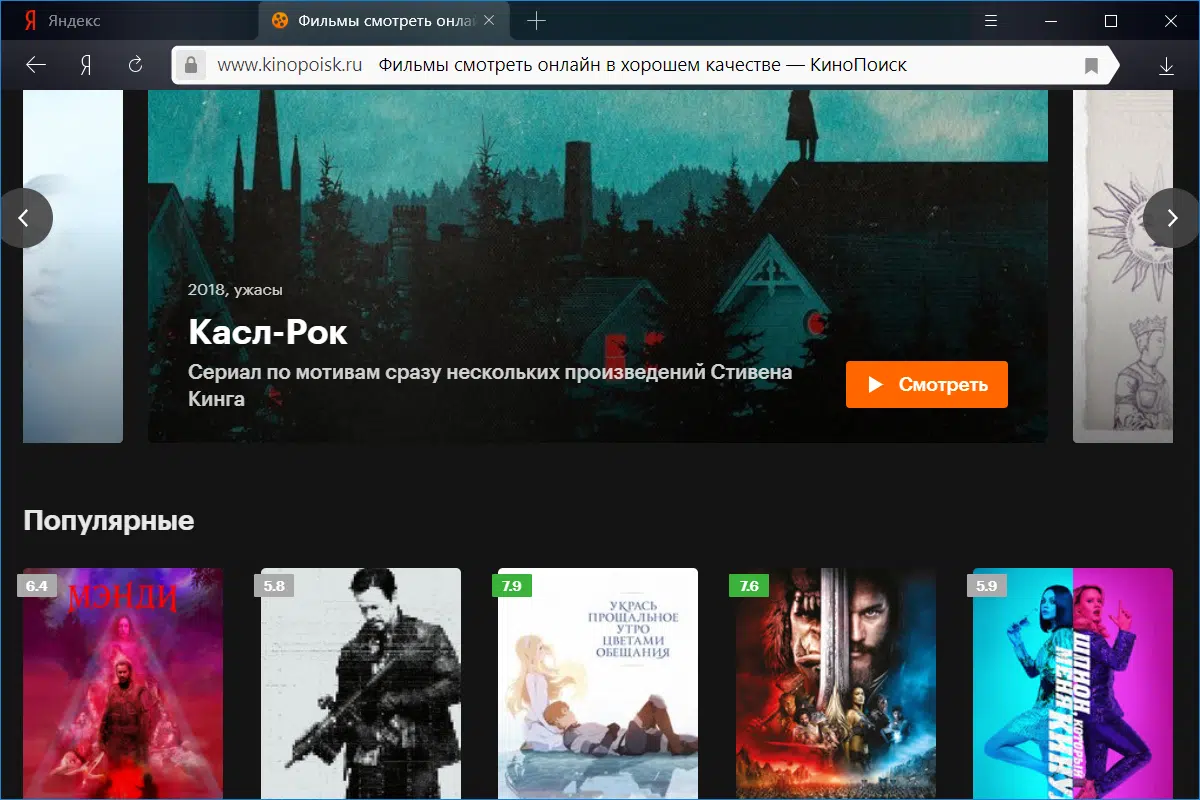 Яндекс
Фильмы смотреть онла
Я
www.kinopoisk.ru Фильмы смотреть онлайн в хорошем качестве — КиноПоиск
2018, ужасы
Касл-Рок
Сериал по мотивам сразу нескольких произведений Стивена
Кинга
Смотреть
Популярные
6.4
МЭНДИ
5.8
7.9
УКРАСЬ
ПРОЩАЛЬНОЕ
УТРО
ЦВЕТАМИ
ОБЕЩАНИЯ
7.6
5.9
ШПИОН, КОТОРЫЙ
МЕНЯ КИНУ